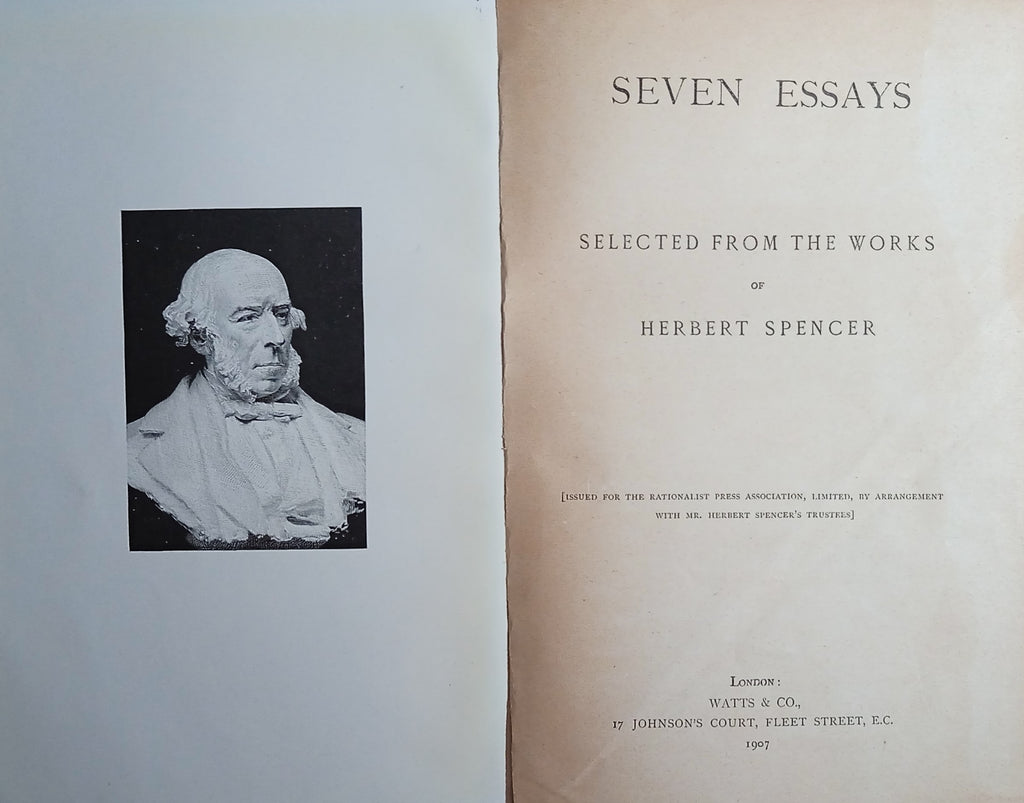 SEVEN ESSAYS
SELECTED FROM THE WORKS
OF
HERBERT SPENCER
[ISSUED FOR THE RATIONALIST PRESS ASSOCIATION, LIMITED, BY ARRANGEMENT
WITH MR. HERBERT SPENCER'S TRUSTEES]
London:
WATTS & CO.,
17 JOHNSON'S COURT, FLEET STREET, E.C.
1907